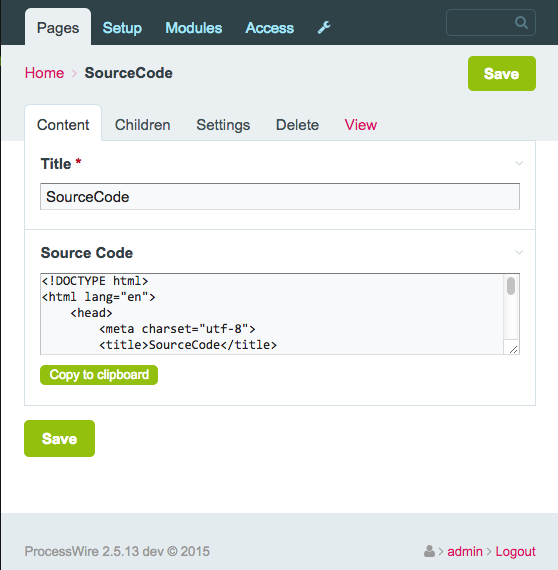 Pages Setup Modules Access
Home > SourceCode
Save
Content Children Settings Delete View
Title *
SourceCode
Source Code
<!DOCTYPE html>
<html lang="en">
    <head>
        <meta charset="utf-8">
        <title>SourceCode</title>
Copy to clipboard
Save
ProcessWire 2.5.13 dev © 2015
> admin > Logout